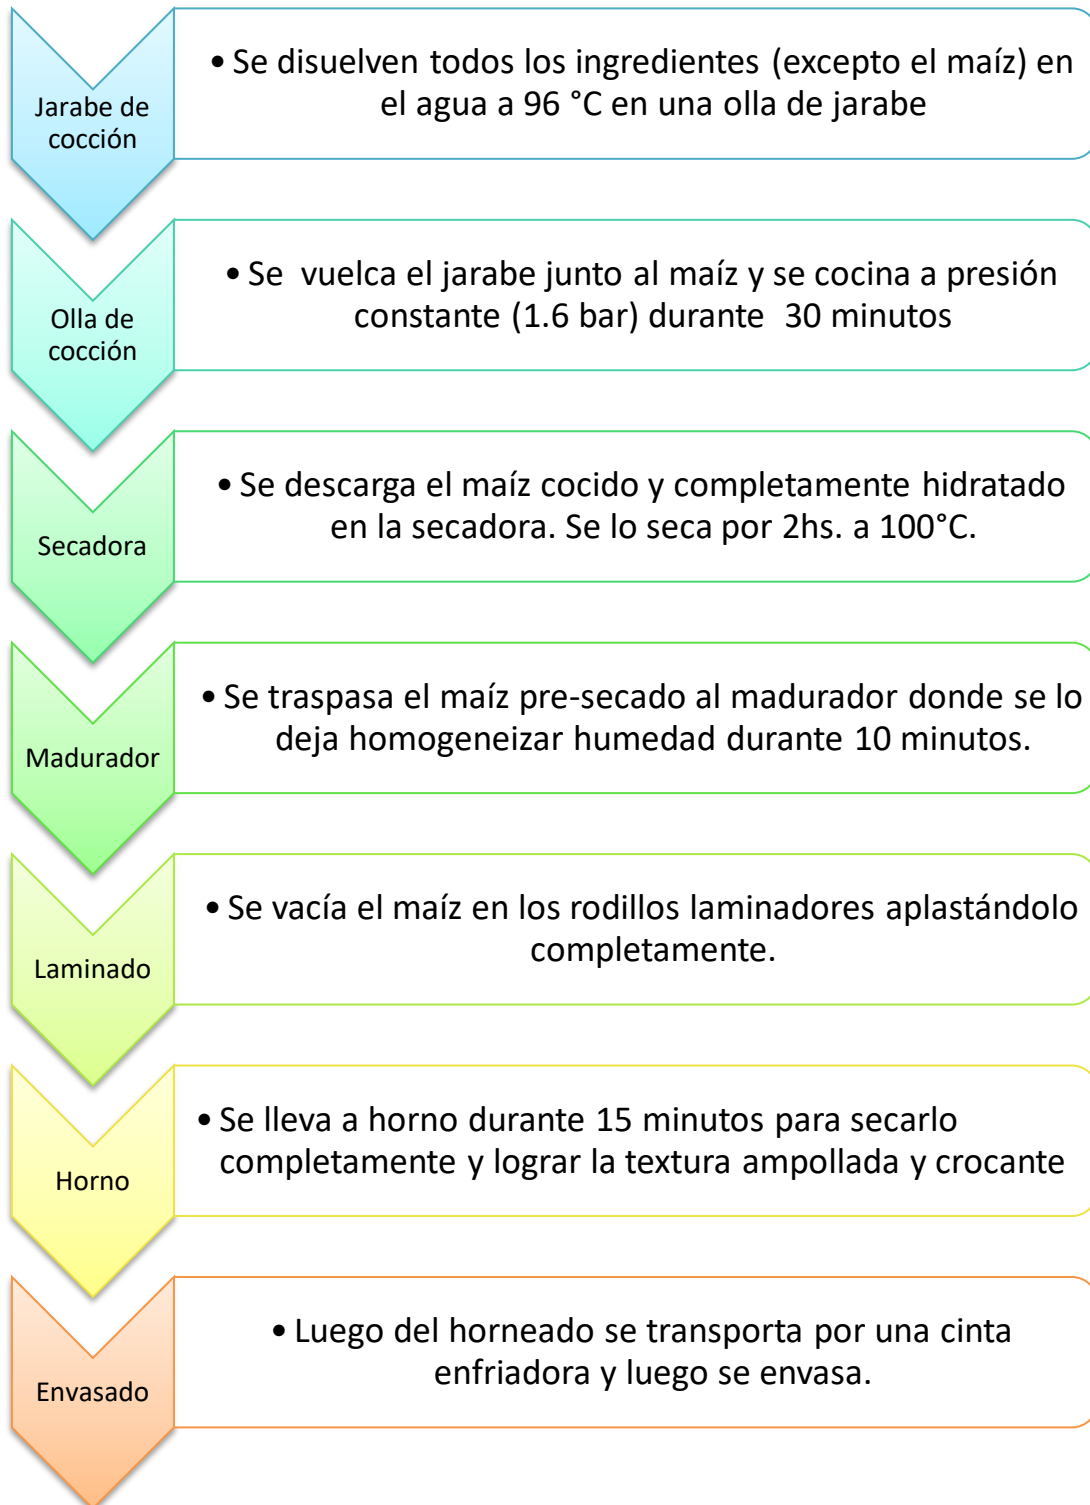 Jarabe de
cocción
• Se disuelven todos los ingredientes (excepto el maíz) en
el agua a 96 °C en una olla de jarabe
Olla de
cocción
• Se vuelca el jarabe junto al maíz y se cocina a presión
constante (1.6 bar) durante 30 minutos
Secadora
• Se descarga el maíz cocido y completamente hidratado
en la secadora. Se lo seca por 2hs. a 100°C.
Madurador
• Se traspasa el maíz pre-secado al madurador donde se lo
deja homogeneizar humedad durante 10 minutos.
Laminado
• Se vacía el maíz en los rodillos laminadores aplastándolo
completamente.
Horno
• Se lleva a horno durante 15 minutos para secarlo
completamente y lograr la textura ampollada y crocante
Envasado
• Luego del horneado se transporta por una cinta
enfriadora y luego se envasa.